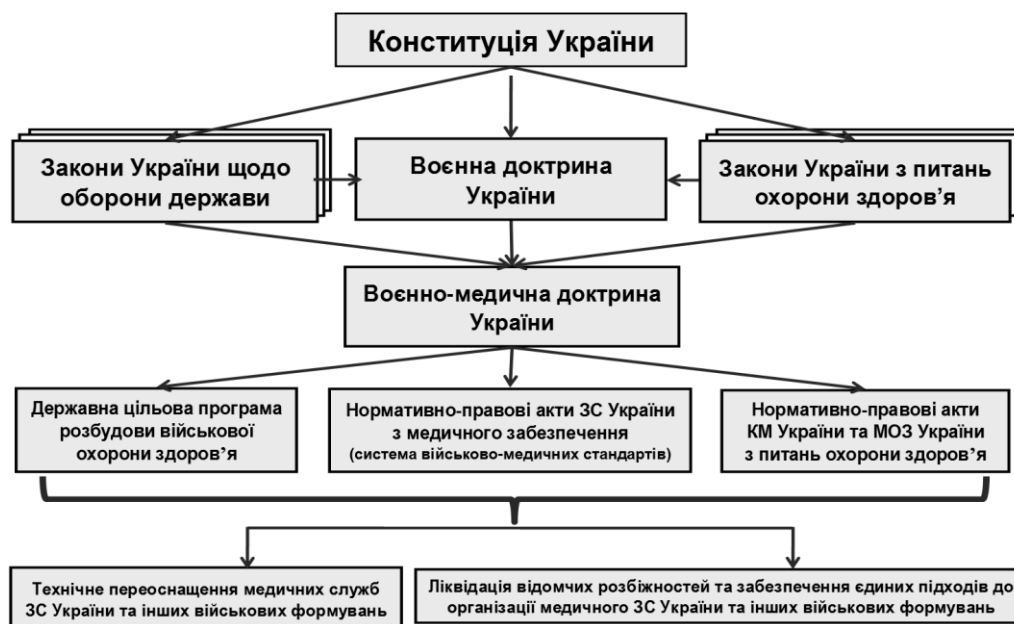 Конституція України
Закони України щодо
оборони держави
Воєнна доктрина
України
Закони України з питань
охорони здоров’я
Воєнно-медична доктрина
України
Державна цільова програма
розбудови військової
охорони здоров’я
Нормативно-правові акти ЗС України
з медичного забезпечення
(система військово-медичних стандартів)
Нормативно-правові акти
КМ України та МОЗ України
з питань охорони здоров’я
Технічне переоснащення медичних служб
ЗС України та інших військових формувань
Ліквідація відомчих розбіжностей та забезпечення єдиних підходів до
організації медичного ЗС України та інших військових формувань